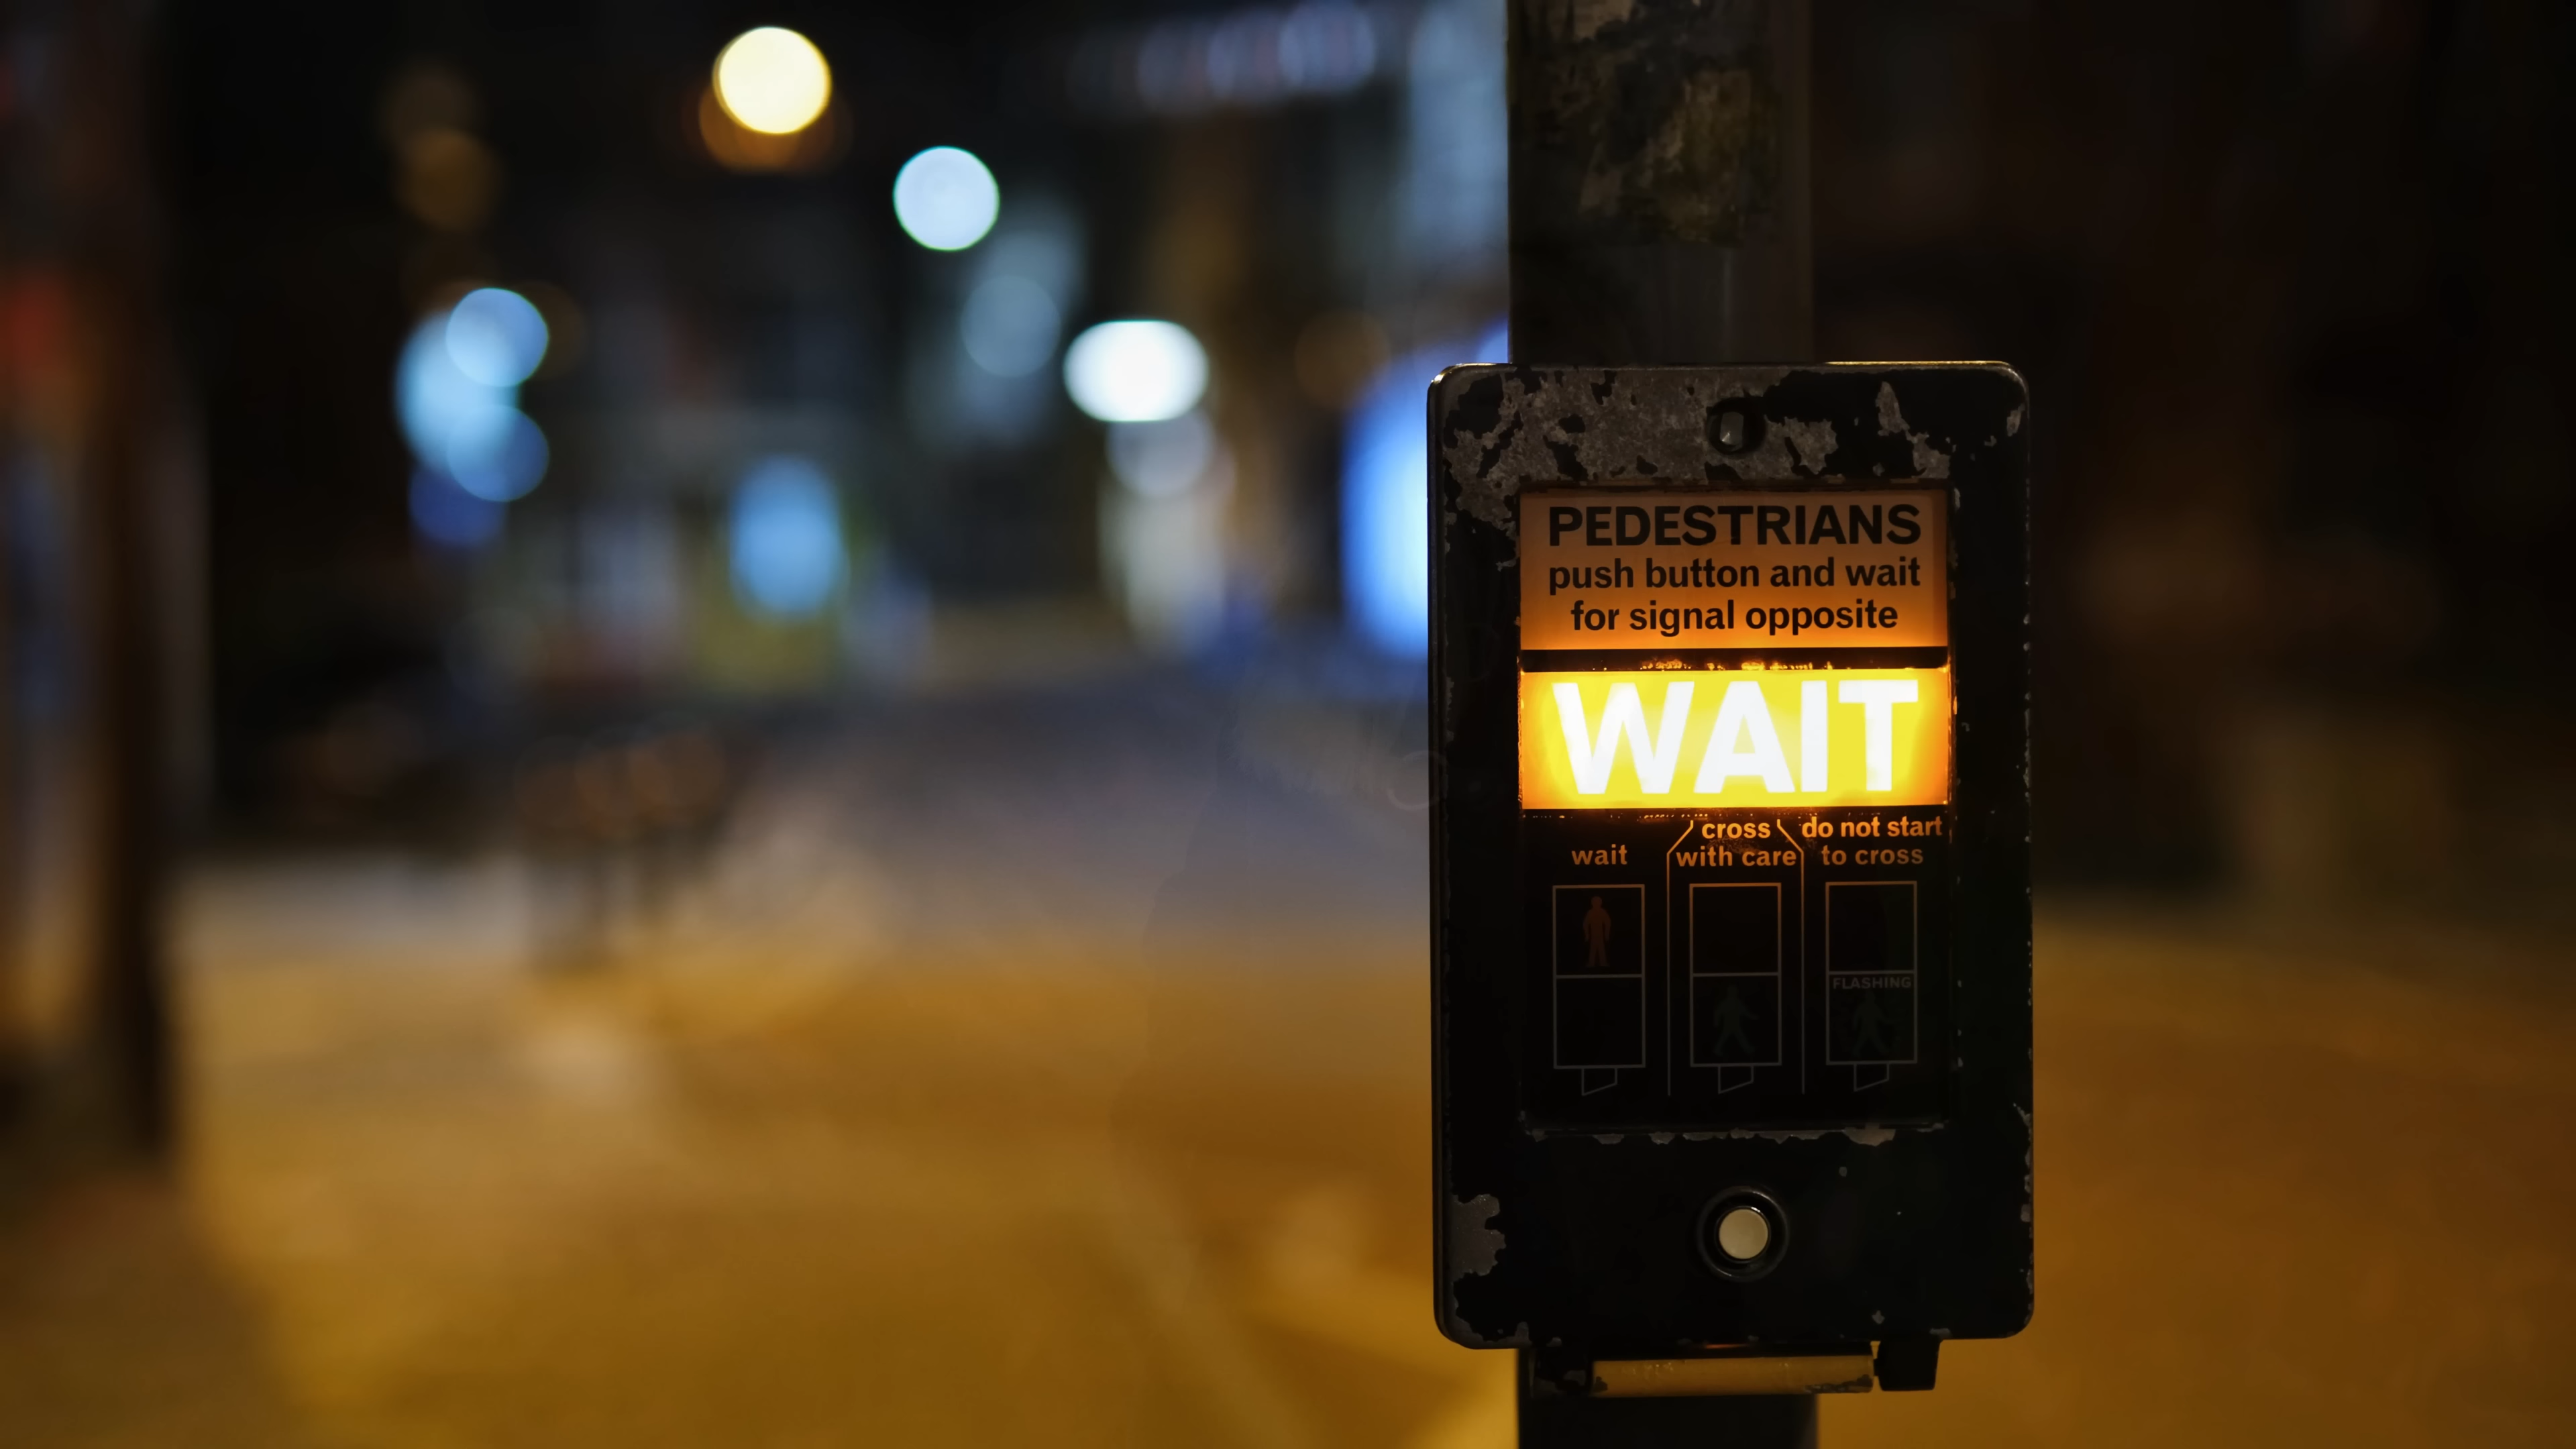 PEDESTRIANS
push button and wait
for signal opposite
WAIT
wait
cross
with care
do not start
to cross
FLASHING